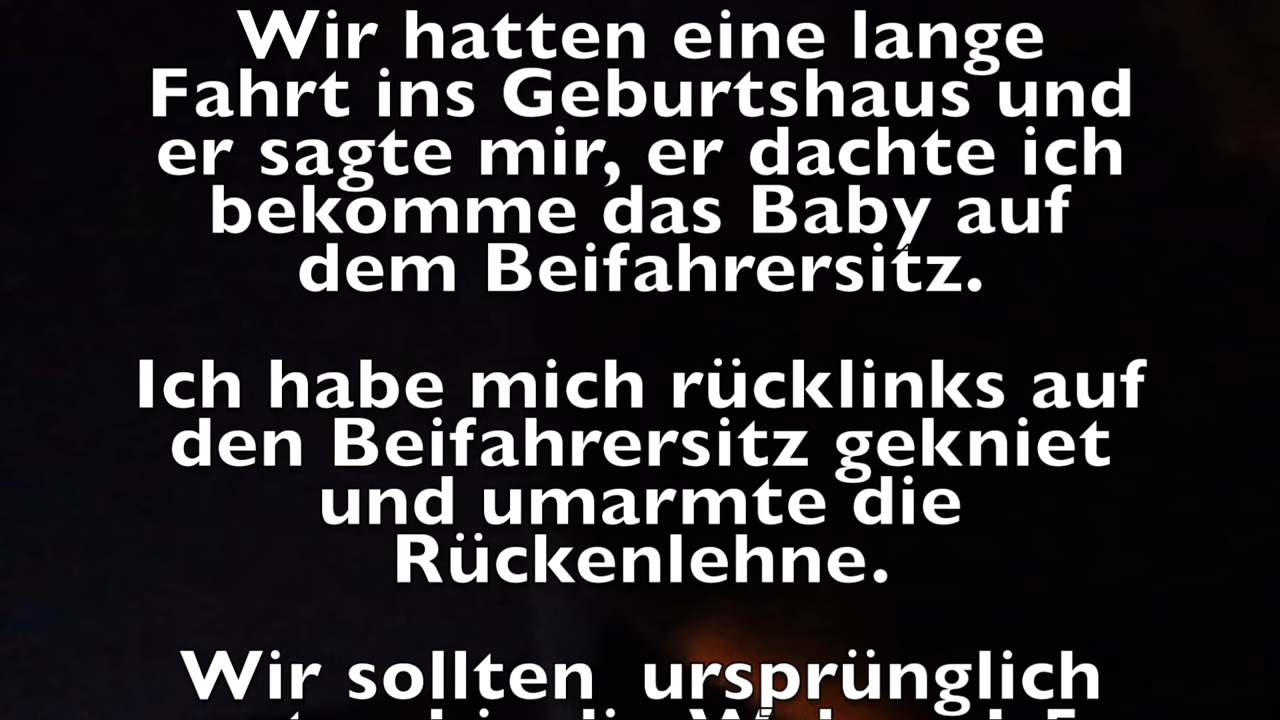 Wir hatten eine lange
Fahrt ins Geburtshaus und
er sagte mir, er dachte ich
bekomme das Baby auf
dem Beifahrersitz.
Ich habe mich rücklinks auf
den Beifahrersitz gekniet
und umarmte die
Rückenlehne.
Wir sollten  ursprünglich